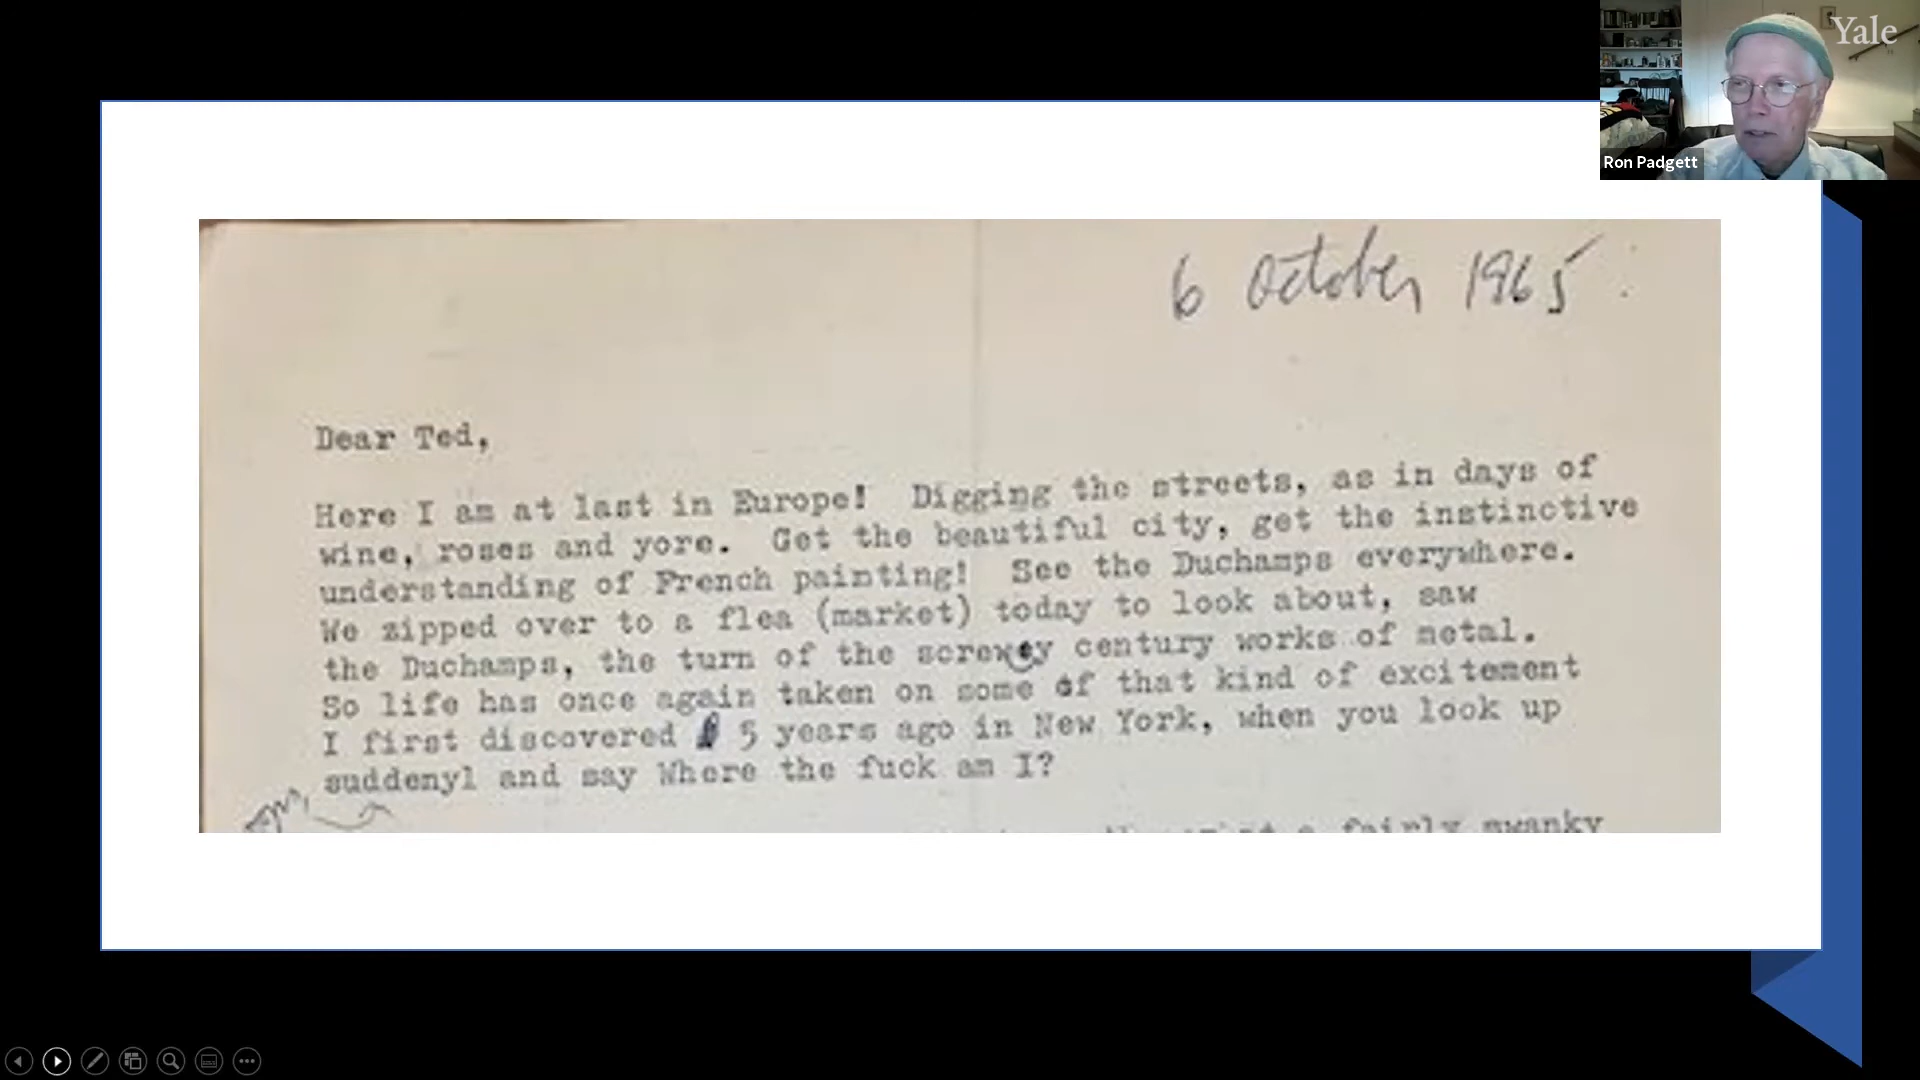 Yale
Ron Padgett
6 October 1965
Dear Ted,
Here I am at last in Europe! Digging the streets, as in days of
wine, roses and yore. Get the beautiful city, get the instinctive
understanding of French painting! See the Duchamps everywhere.
We zipped over to a flea (market) today to look about, saw
the Duchamps, the turn of the screwy century works of metal.
So life has once again taken on some of that kind of excitement
I first discovered 5 years ago in New York, when you look up
suddenyl and say Where the fuck am I?
a fairly swanky